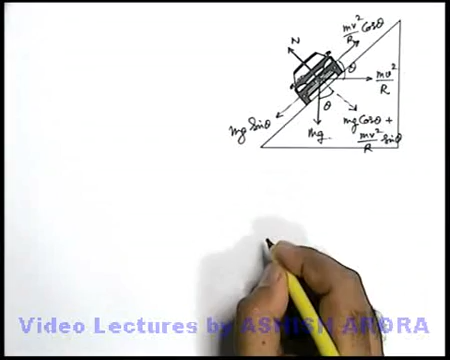 mv²/R Cosθ
N
θ
mv²/R
θ
mg Sinθ
mg
mg Cosθ +
mv²/R Sinθ
Video Lectures by ASHISH ARORA